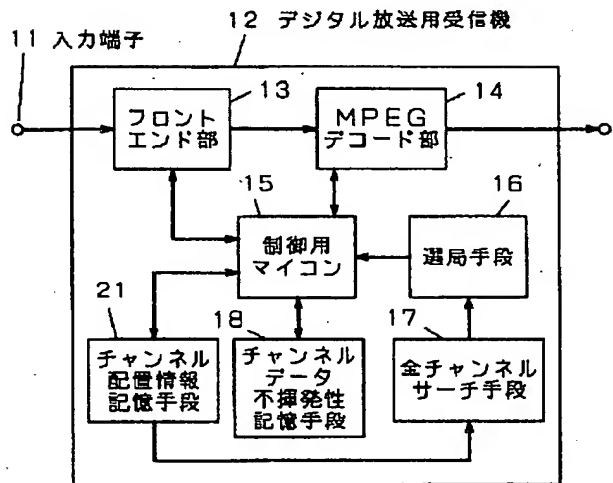 12 デジタル放送用受信機
11 入力端子
13
フロント
エンド部
14
MPEG
デコード部
15
制御用
マイコン
16
選局手段
21
チャンネル
配置情報
記憶手段
18
チャンネル
データ
不揮発性
記憶手段
17
全チャンネル
サーチ手段